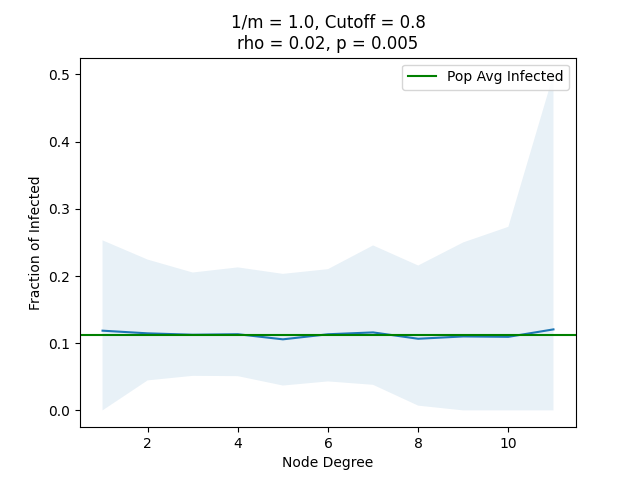 1/m = 1.0, Cutoff = 0.8
rho = 0.02, p = 0.005
Pop Avg Infected
Fraction of Infected
0.5
0.4
0.3
0.2
0.1
0.0
2 4 6 8 10
Node Degree